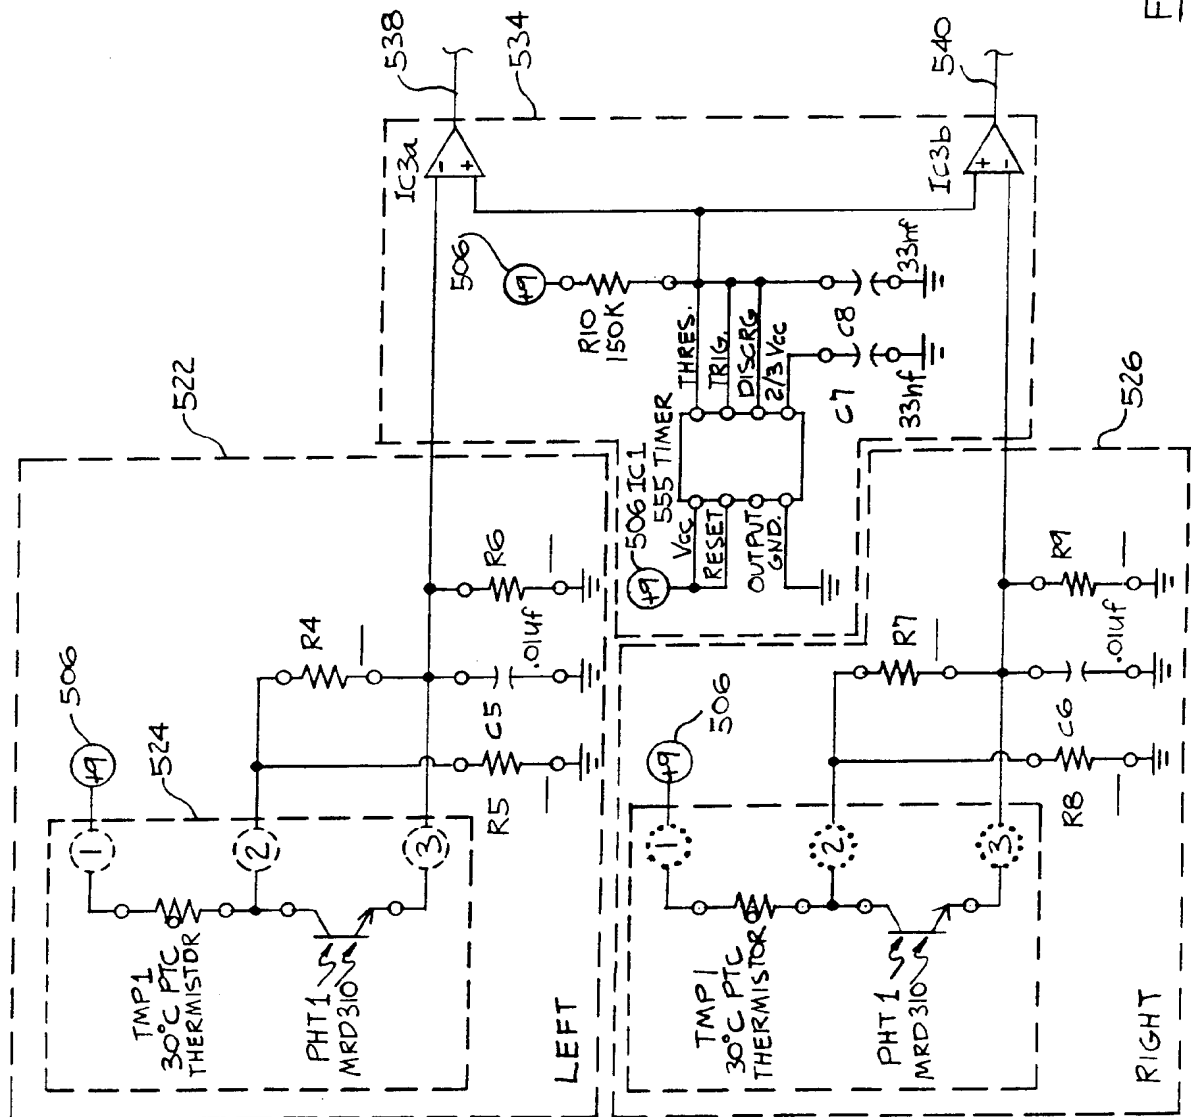 538
534
IC3a
-
+
506
+9
R10
150K
THRES.
TRIG.
DISCRG
2/3 Vcc
C8
33nf
C7
33nf
IC3b
+
-
540
F
522
506
+9
524
R4
R6
R5
C5
.01uf
1
2
3
TMP1
30°C PTC
THERMISTOR
PHT1
MRD310
LEFT
506 IC1
555 TIMER
+9
Vcc
RESET
OUTPUT
GND.
526
506
+9
R7
R9
R8
C6
.01uf
1
2
3
TMP1
30°C PTC
THERMISTOR
PHT1
MRD310
RIGHT